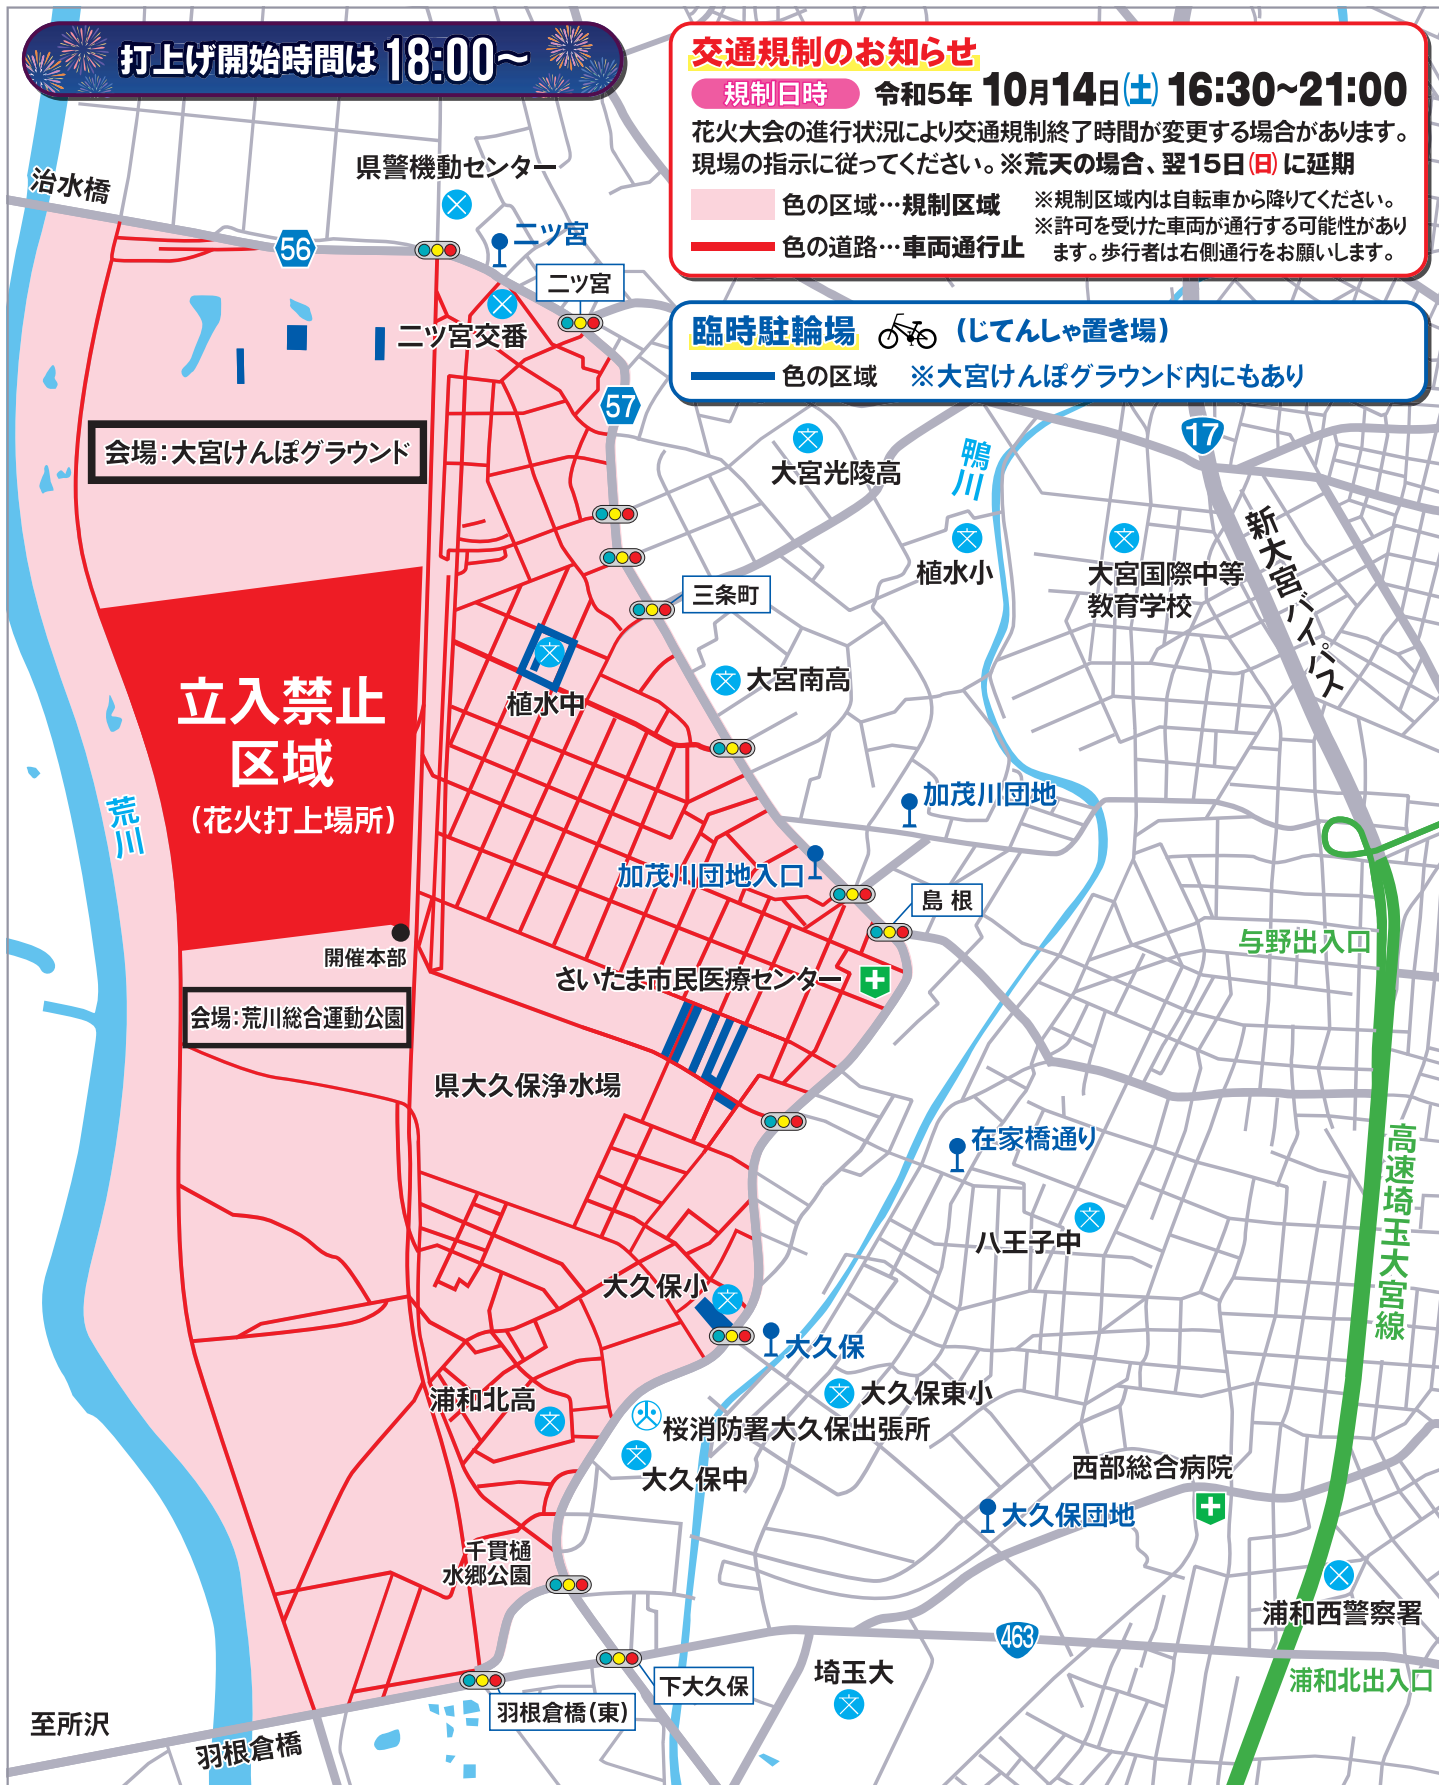 打上げ開始時間は18:00～
交通規制のお知らせ
規制日時 令和5年 10月14日(土) 16:30~21:00
花火大会の進行状況により交通規制終了時間が変更する場合があります。
現場の指示に従ってください。※荒天の場合、翌15日(日)に延期
色の区域…規制区域
色の道路…車両通行止
※規制区域内は自転車から降りてください。
※許可を受けた車両が通行する可能性があり
ます。歩行者は右側通行をお願いします。
臨時駐輪場 (じてんしゃ置き場)
色の区域 ※大宮けんぽグラウンド内にもあり
県警機動センター
治水橋
56
二ツ宮
二ツ宮
二ツ宮交番
57
会場：大宮けんぽグラウンド
17
大宮光陵高
鴨川
新大宮バイパス
植水小
大宮国際中等
教育学校
三条町
大宮南高
植水中
立入禁止
区域
(花火打上場所)
荒川
加茂川団地
加茂川団地入口
島根
与野出入口
開催本部
さいたま市民医療センター
会場：荒川総合運動公園
県大久保浄水場
在家橋通り
高速埼玉大宮線
八王子中
大久保小
大久保
浦和北高
大久保東小
桜消防署大久保出張所
大久保中
西部総合病院
大久保団地
千貫樋
水郷公園
浦和西警察署
463
下大久保
埼玉大
浦和北出入口
羽根倉橋(東)
至所沢
羽根倉橋